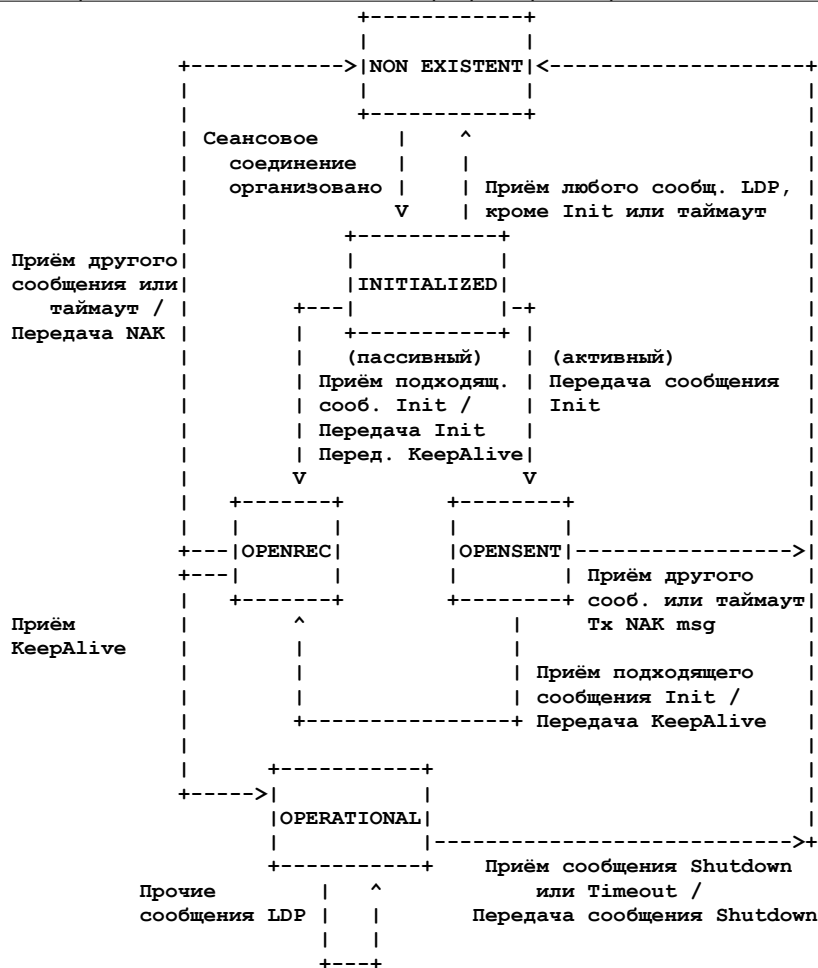 NON EXISTENT
Сеансовое
соединение
организовано
Приём любого сообщ. LDP,
кроме Init или таймаут
Приём другого
сообщения или
таймаут /
Передача NAK
INITIALIZED
(пассивный)
Приём подходящ.
сооб. Init /
Передача Init
Перед. KeepAlive
(активный)
Передача сообщения
Init
OPENREC
OPENSENT
Приём другого
сооб. или таймаут
Tx NAK msg
Приём
KeepAlive
Приём подходящего
сообщения Init /
Передача KeepAlive
OPERATIONAL
Приём сообщения Shutdown
или Timeout /
Передача сообщения Shutdown
Прочие
сообщения LDP